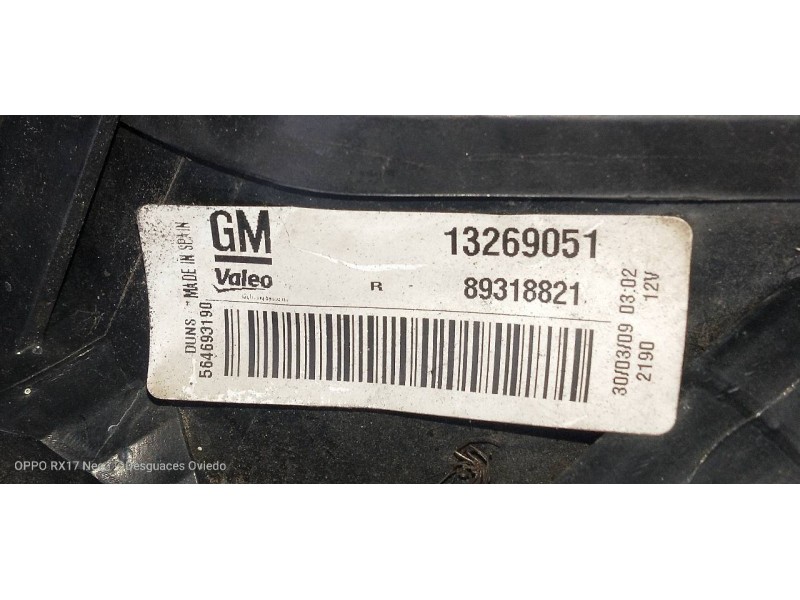 GM
13269051
Valeo
R
89318821
DUNS
564693190
MADE IN SPAIN
30/03/09 03:02
2190 12V
OPPO RX17 Neo
Desguaces Oviedo